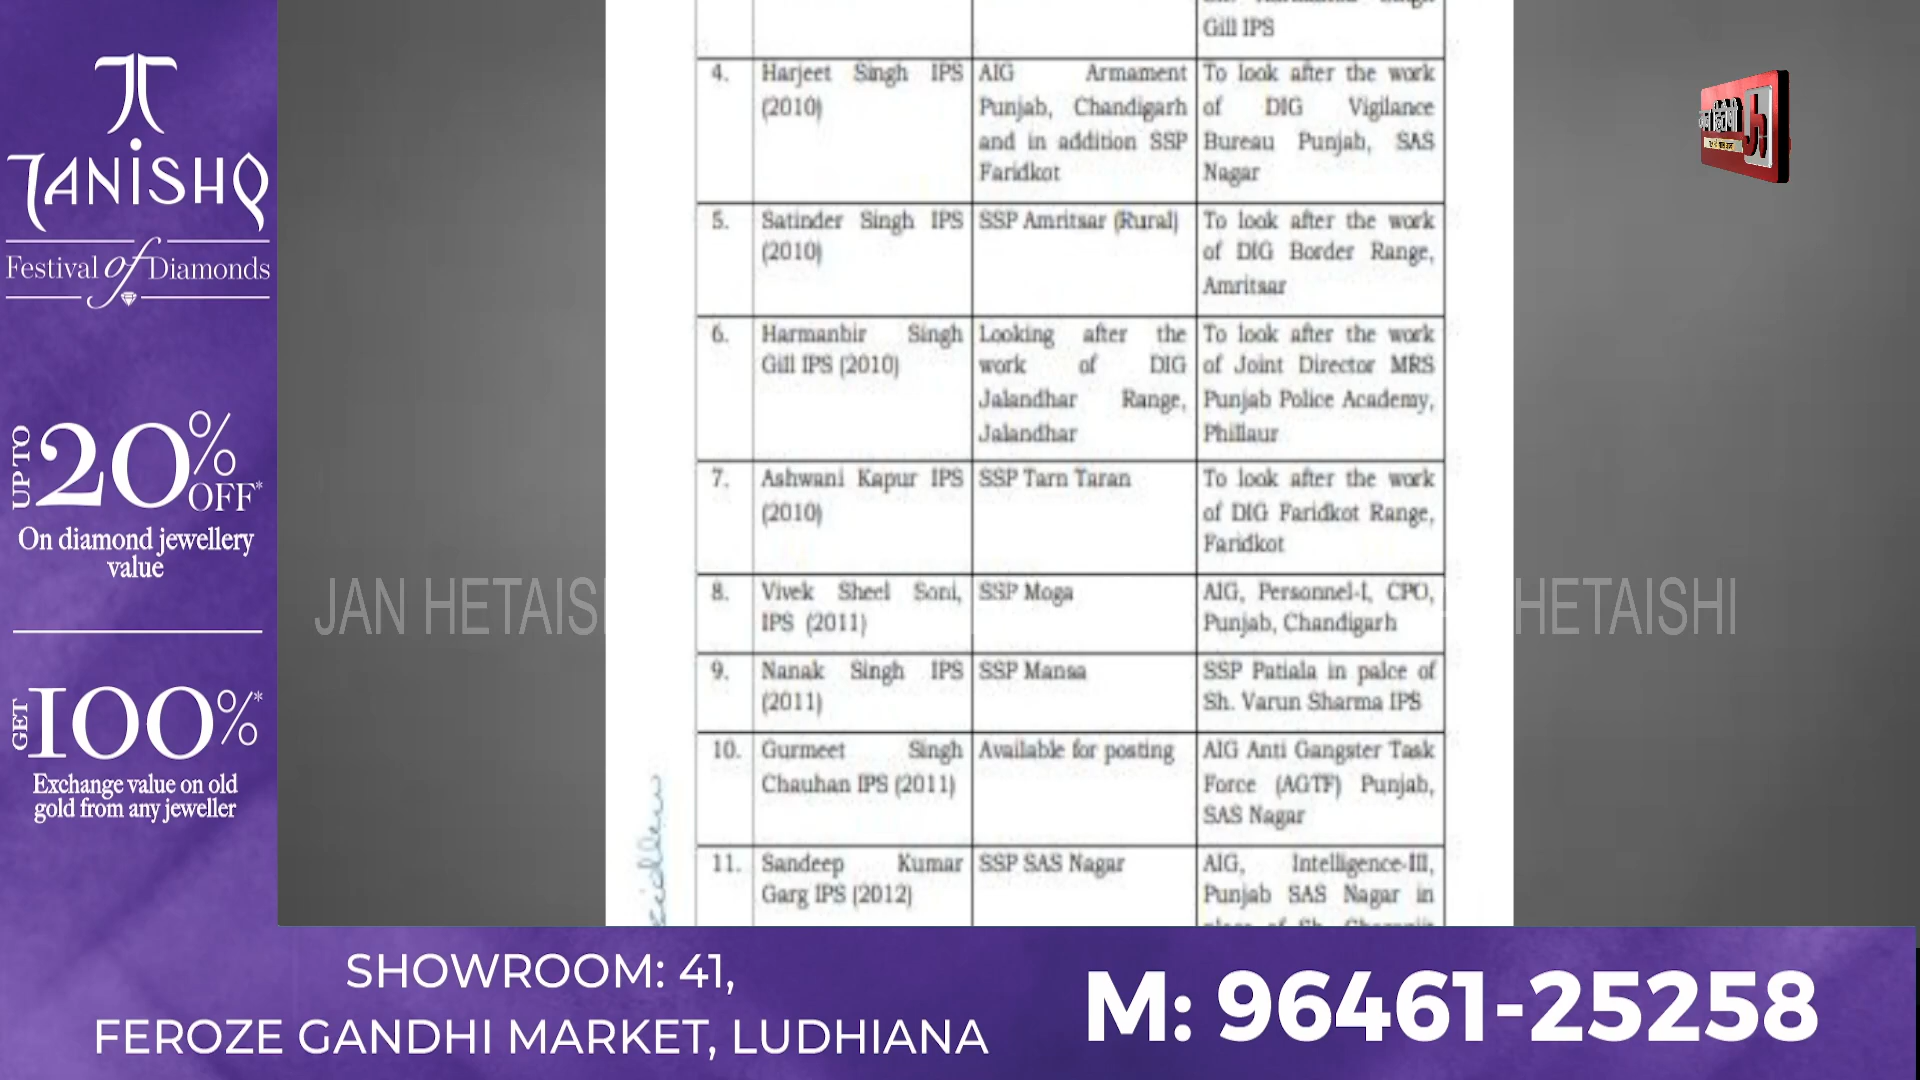 TANiSHQ
Festival of Diamonds
UP TO
20%
OFF*
On diamond jewellery
value
GET
100%*
Exchange value on old
gold from any jeweller
Gill IPS
4. Harjeet Singh IPS (2010) AIG Armament Punjab, Chandigarh and in addition SSP Faridkot To look after the work of DIG Vigilance Bureau Punjab, SAS Nagar
5. Satinder Singh IPS (2010) SSP Amritsar (Rural) To look after the work of DIG Border Range, Amritsar
6. Harmanbir Singh Gill IPS (2010) Looking after the work of DIG Jalandhar Range, Jalandhar To look after the work of Joint Director MRS Punjab Police Academy, Phillaur
7. Ashwani Kapur IPS (2010) SSP Tarn Taran To look after the work of DIG Faridkot Range, Faridkot
8. Vivek Sheel Soni, IPS (2011) SSP Moga AIG, Personnel-I, CPO, Punjab, Chandigarh
9. Nanak Singh IPS (2011) SSP Mansa SSP Patiala in palce of Sh. Varun Sharma IPS
10. Gurmeet Singh Chauhan IPS (2011) Available for posting AIG Anti Gangster Task Force (AGTF) Punjab, SAS Nagar
11. Sandeep Kumar Garg IPS (2012) SSP SAS Nagar AIG, Intelligence-III, Punjab SAS Nagar in
JAN HETAIS
HETAISHI
SHOWROOM: 41,
FEROZE GANDHI MARKET, LUDHIANA
M: 96461-25258